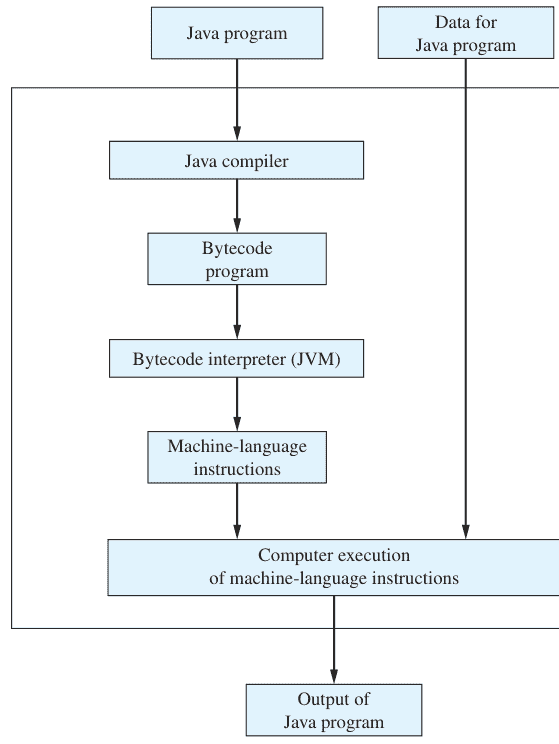 Java program
Data for
Java program
Java compiler
Bytecode
program
Bytecode interpreter (JVM)
Machine-language
instructions
Computer execution
of machine-language instructions
Output of
Java program